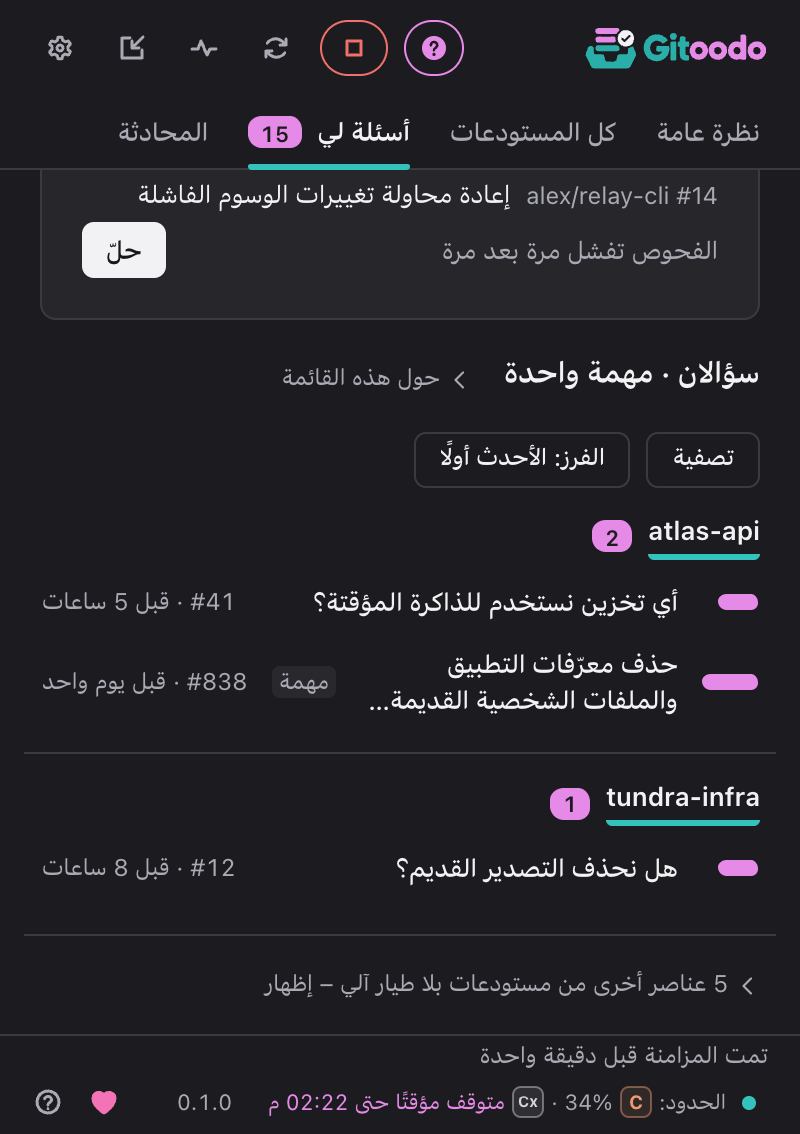 Gitoodo
نظرة عامة
كل المستودعات
أسئلة لي 15
المحادثة
alex/relay-cli #14 إعادة محاولة تغييرات الوسوم الفاشلة
الفحوص تفشل مرة بعد مرة
حلّ
سؤالان · مهمة واحدة
حول هذه القائمة
تصفية
الفرز: الأحدث أولًا
atlas-api 2
أي تخزين نستخدم للذاكرة المؤقتة؟
#41 · قبل 5 ساعات
حذف معرّفات التطبيق
والملفات الشخصية القديمة...
مهمة
#838 · قبل يوم واحد
tundra-infra 1
هل نحذف التصدير القديم؟
#12 · قبل 8 ساعات
5 عناصر أخرى من مستودعات بلا طيار آلي – إظهار
تمت المزامنة قبل دقيقة واحدة
الحدود: C 34% · Cx متوقف مؤقتًا حتى 02:22 م
0.1.0